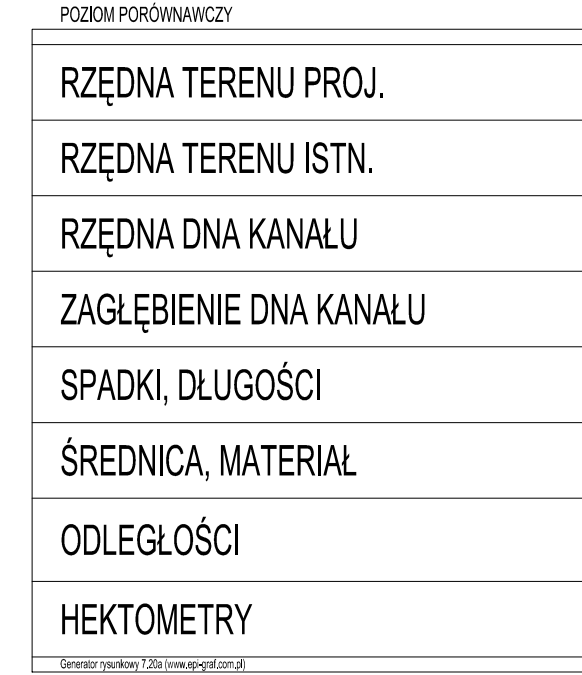 POZIOM PORÓWNAWCZY
RZĘDNA TERENU PROJ.
RZĘDNA TERENU ISTN.
RZĘDNA DNA KANAŁU
ZAGŁĘBIENIE DNA KANAŁU
SPADKI, DŁUGOŚCI
ŚREDNICA, MATERIAŁ
ODLEGŁOŚCI
HEKTOMETRY
Generator rysunkowy 7.20a (www.epi-graf.com.pl)